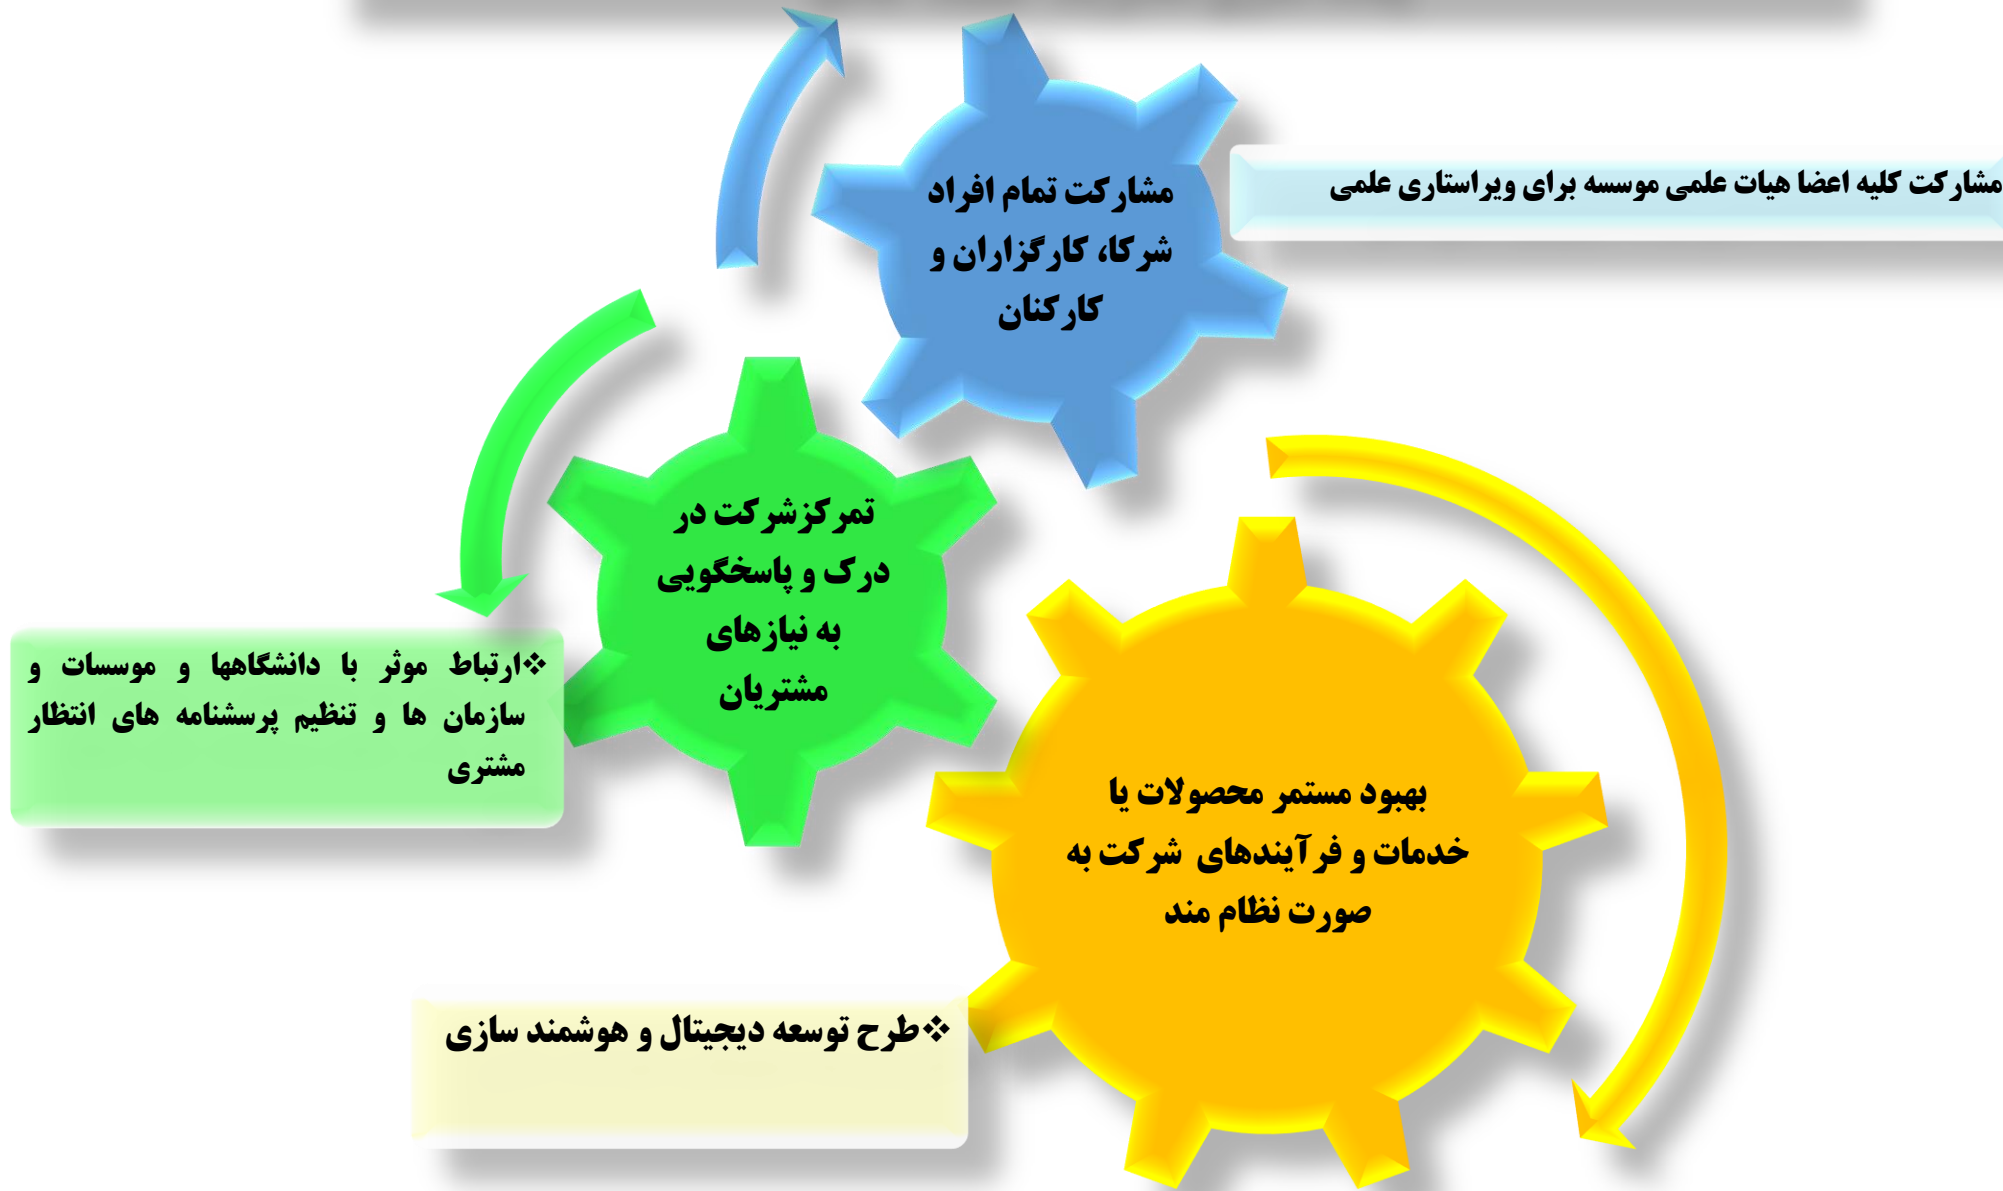 مشارکت تمام افراد
شرکا، کارگزاران و
کارکنان
مشارکت کلیه اعضا هیات علمی موسسه برای ویراستاری علمی
تمرکزشرکت در
درک و پاسخگویی
به نیازهای
مشتریان
❖ارتباط موثر با دانشگاهها و موسسات و
سازمان ها و تنظیم پرسشنامه های انتظار
مشتری
بهبود مستمر محصولات یا
خدمات و فرآیندهای شرکت به
صورت نظام مند
❖طرح توسعه دیجیتال و هوشمند سازی